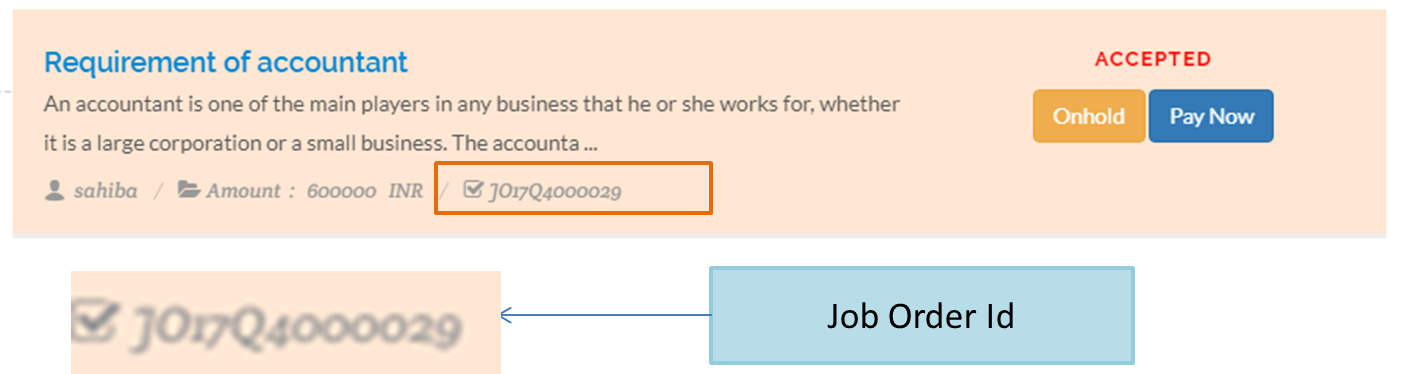 Requirement of accountant
ACCEPTED
An accountant is one of the main players in any business that he or she works for, whether
it is a large corporation or a small business. The accounta ...
Onhold
Pay Now
sahiba / Amount : 600000 INR / JO17Q4000029
JO17Q4000029
Job Order Id